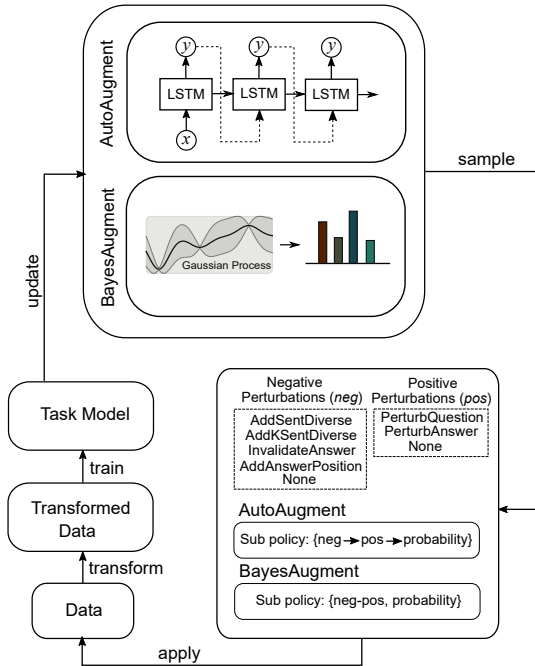 AutoAugment
y
y
y
LSTM
LSTM
LSTM
x
sample
BayesAugment
Gaussian Process
update
Negative
Perturbations (neg)
AddSentDiverse
AddKSentDiverse
InvalidateAnswer
AddAnswerPosition
None
Positive
Perturbations (pos)
PerturbQuestion
PerturbAnswer
None
AutoAugment
Sub policy: {neg→pos→probability}
BayesAugment
Sub policy: {neg-pos, probability}
Task Model
train
Transformed
Data
transform
Data
apply